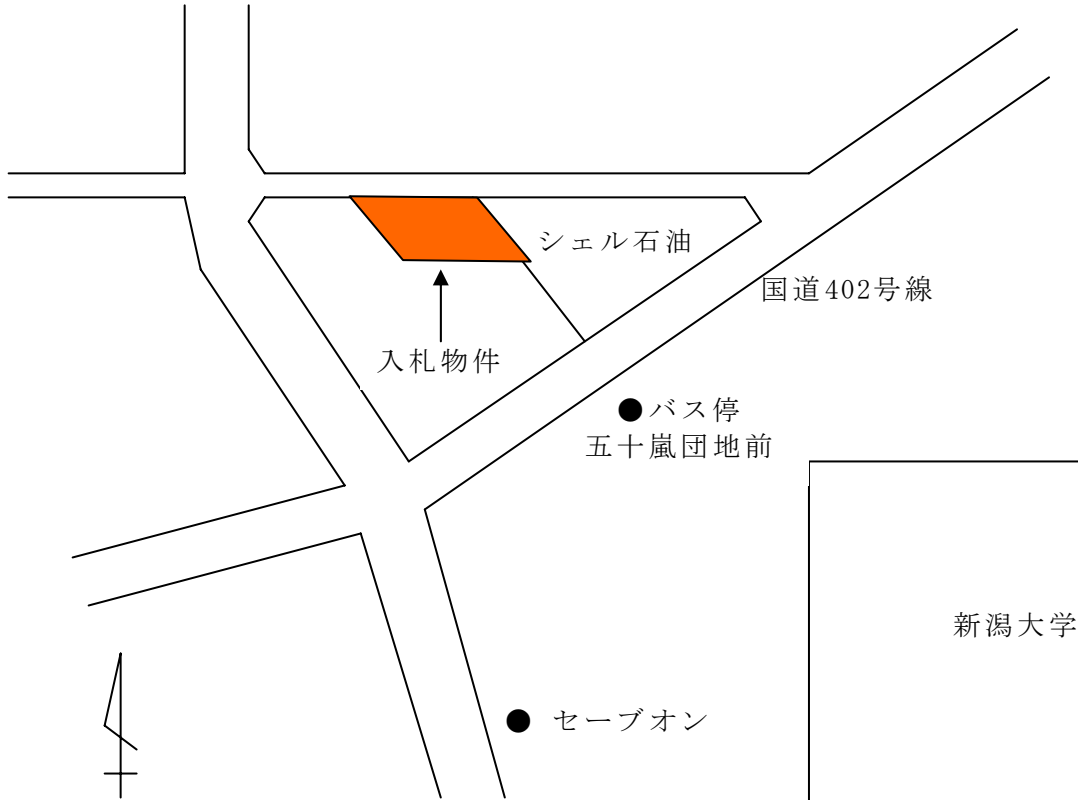 シェル石油
国道402号線
入札物件
バス停
五十嵐団地前
新潟大学
セーブオン